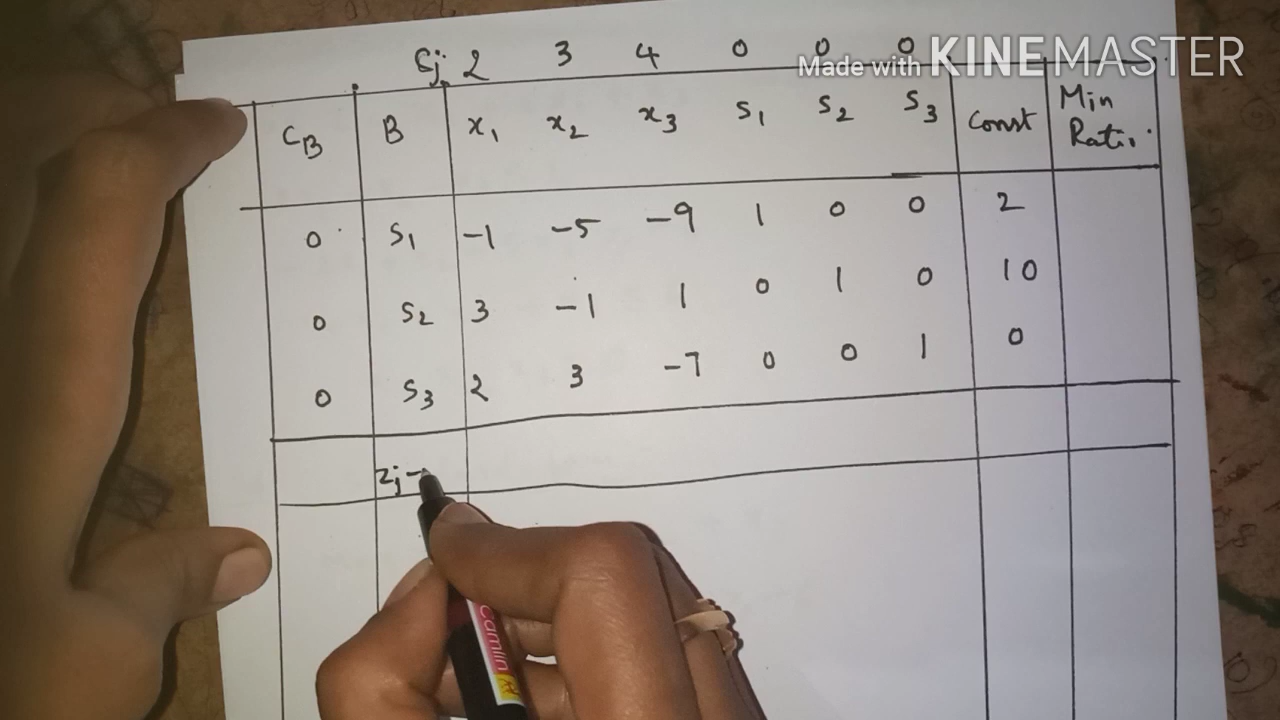 Cj 2 3 4 0 0 0
Made with KINEMASTER
CB B x1 x2 x3 S1 S2 S3 Const Min Ratio
0 S1 -1 -5 -9 1 0 0 2
0 S2 3 -1 1 0 1 0 10
0 S3 2 3 -7 0 0 1 0
Zj -
camlin